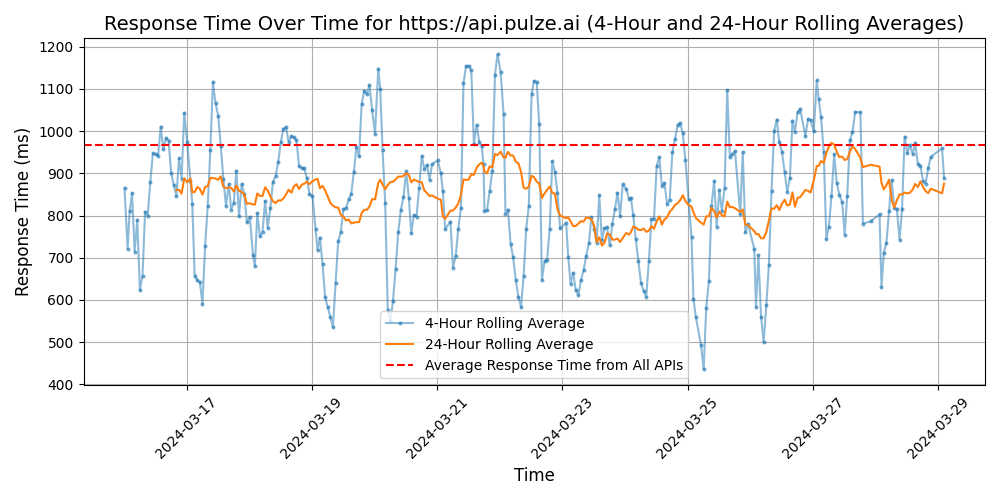 Response Time Over Time for https://api.pulze.ai (4-Hour and 24-Hour Rolling Averages)
Response Time (ms)
1200
1100
1000
900
800
700
600
500
400
4-Hour Rolling Average
24-Hour Rolling Average
Average Response Time from All APIs
2024-03-17
2024-03-19
2024-03-21
2024-03-23
2024-03-25
2024-03-27
2024-03-29
Time